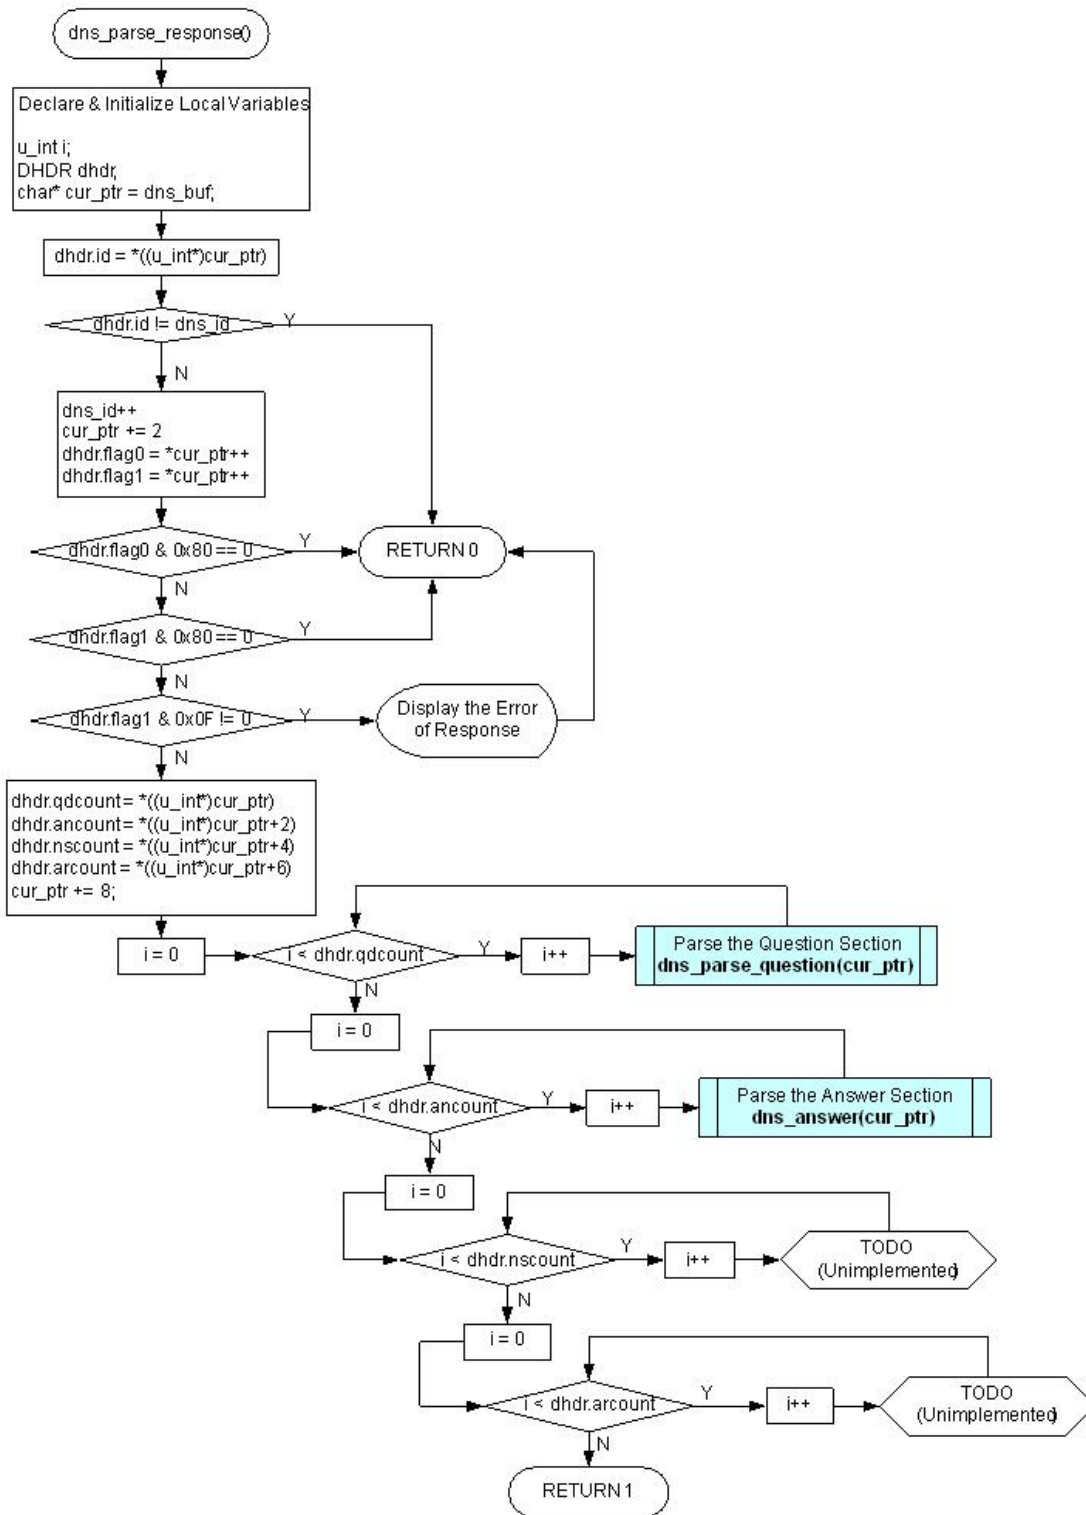 dns_parse_response()
Declare & Initialize Local Variables
u_int i;
DHDR dhdr;
char* cur_ptr = dns_buf;
dhdr.id = *((u_int*)cur_ptr)
dhdr.id != dns_id
Y
N
dns_id++
cur_ptr += 2
dhdr.flag0 = *cur_ptr++
dhdr.flag1 = *cur_ptr++
dhdr.flag0 & 0x80 == 0
Y
RETURN 0
N
dhdr.flag1 & 0x80 == 0
Y
N
dhdr.flag1 & 0x0F != 0
Y
Display the Error
of Response
N
dhdr.qdcount = *((u_int*)cur_ptr)
dhdr.ancount = *((u_int*)cur_ptr+2)
dhdr.nscount = *((u_int*)cur_ptr+4)
dhdr.arcount = *((u_int*)cur_ptr+6)
cur_ptr += 8;
i = 0
i < dhdr.qdcount
Y
i++
Parse the Question Section
dns_parse_question(cur_ptr)
N
i = 0
i < dhdr.ancount
Y
i++
Parse the Answer Section
dns_answer(cur_ptr)
N
i = 0
i < dhdr.nscount
Y
i++
TODO
(Unimplemented)
N
i = 0
i < dhdr.arcount
Y
i++
TODO
(Unimplemented)
N
RETURN 1